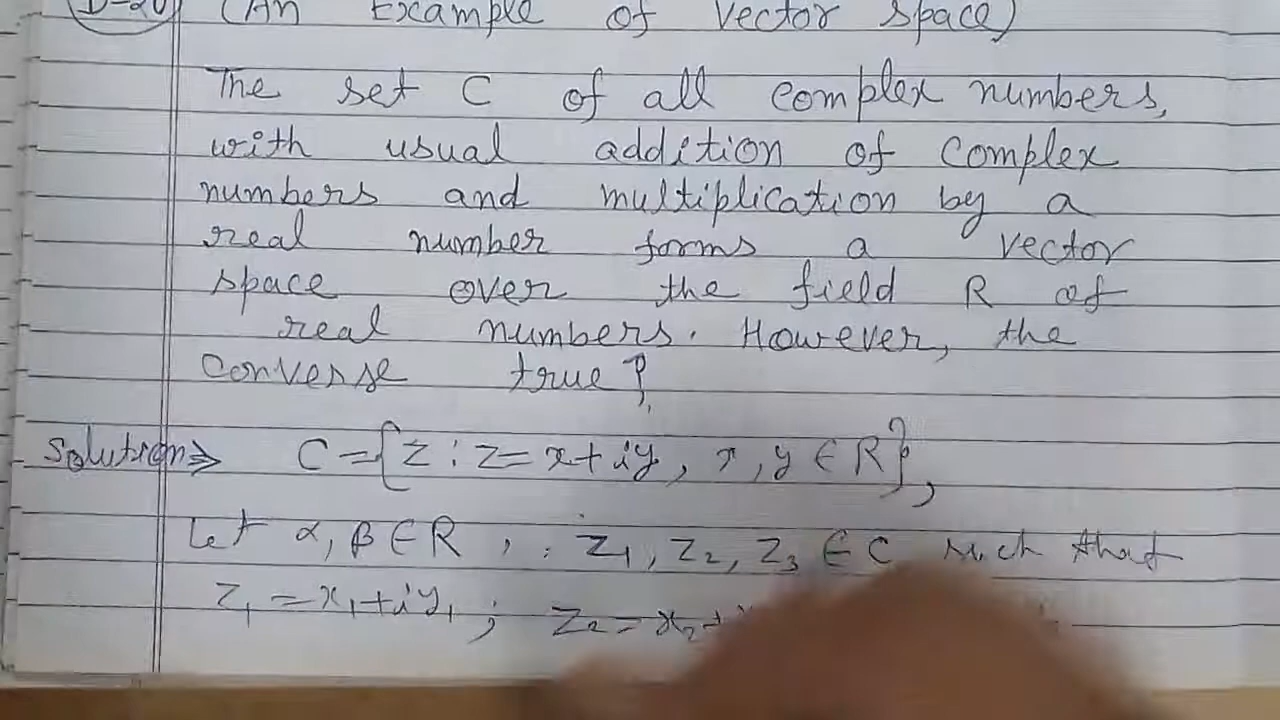 (An Example of Vector Space)
The set C of all complex numbers,
with usual addition of complex
numbers and multiplication by a
real number forms a vector
space over the field R of
real numbers. However, the
converse true?
Solution⇒ C={z : z=x+iy, x,y∈R},
Let α,β∈R, : z₁, z₂, z₃ ∈ C such that
z₁=x₁+iy₁; z₂=x₂+